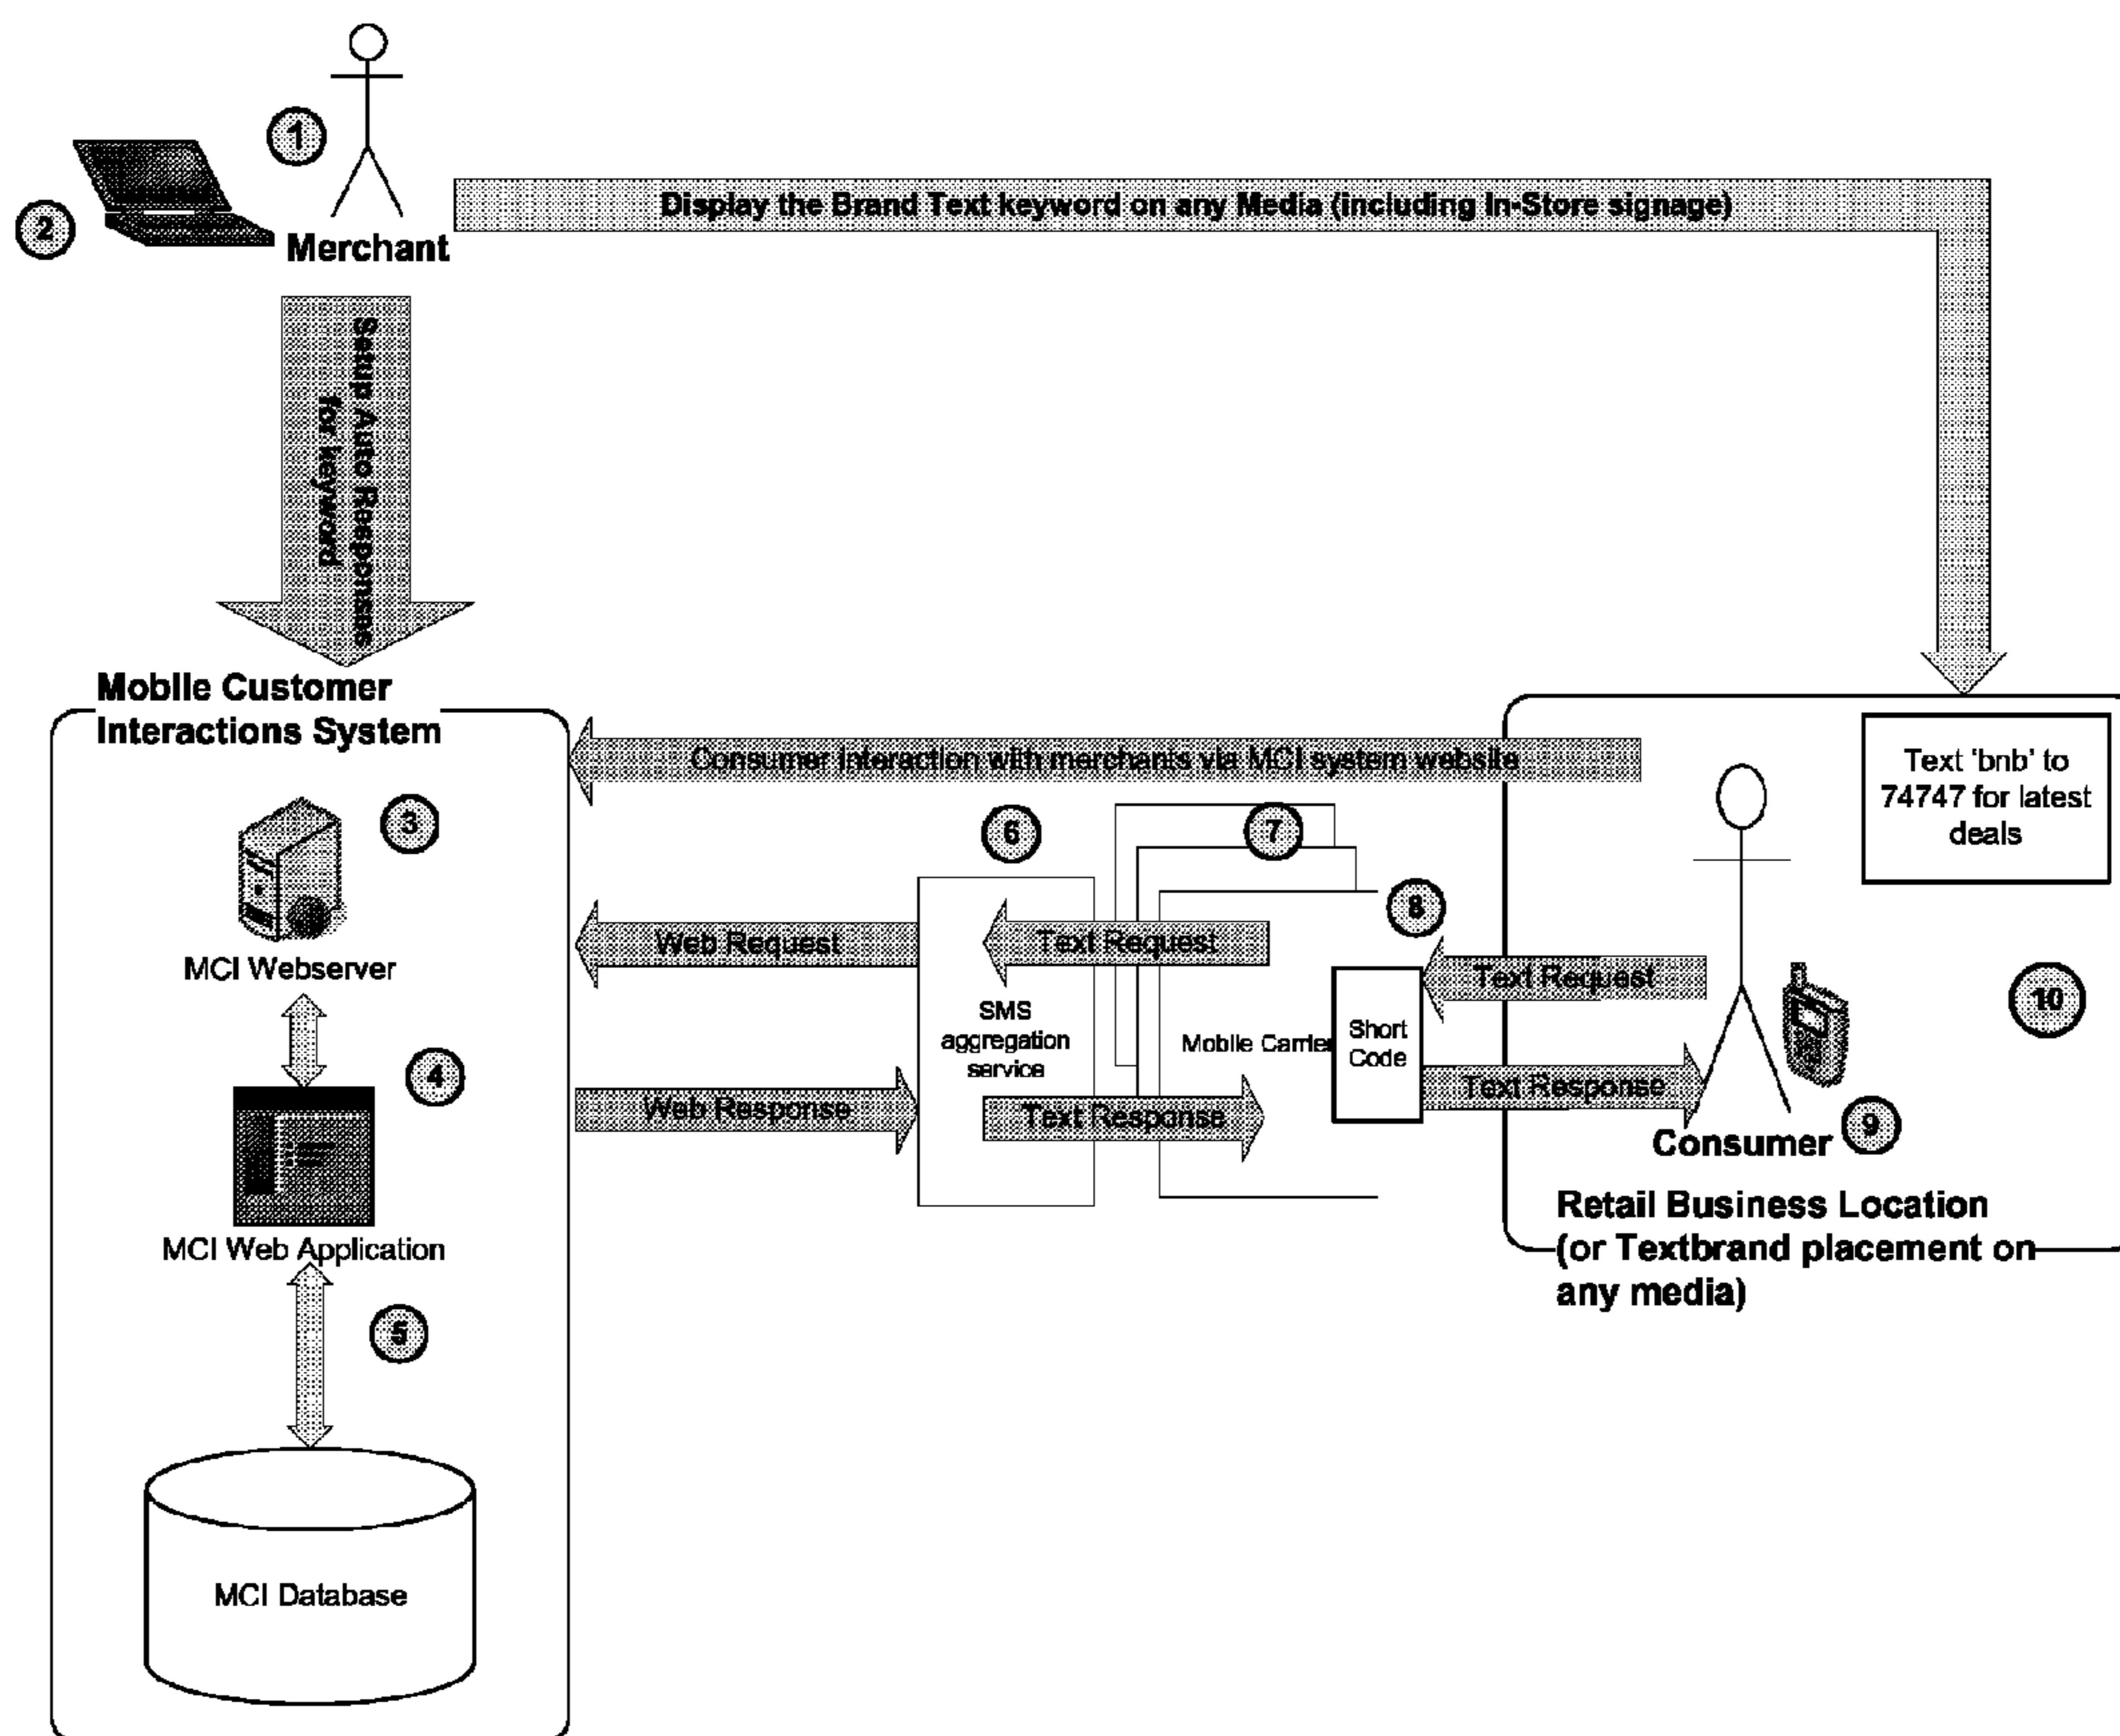 1
2
Merchant
Display the Brand Text keyword on any Media (including In-Store signage)
Setup Auto Responses
for keyword
Mobile Customer
Interactions System
3
MCI Webserver
4
MCI Web Application
5
MCI Database
Consumer Interaction with merchants via MCI system website
Web Request
Web Response
6
Text Request
SMS
aggregation
service
Text Response
7
Mobile Carrier
8
Short
Code
Text Request
Text Response
Text 'bnb' to
74747 for latest
deals
10
Consumer
9
Retail Business Location
(or Textbrand placement on
any media)